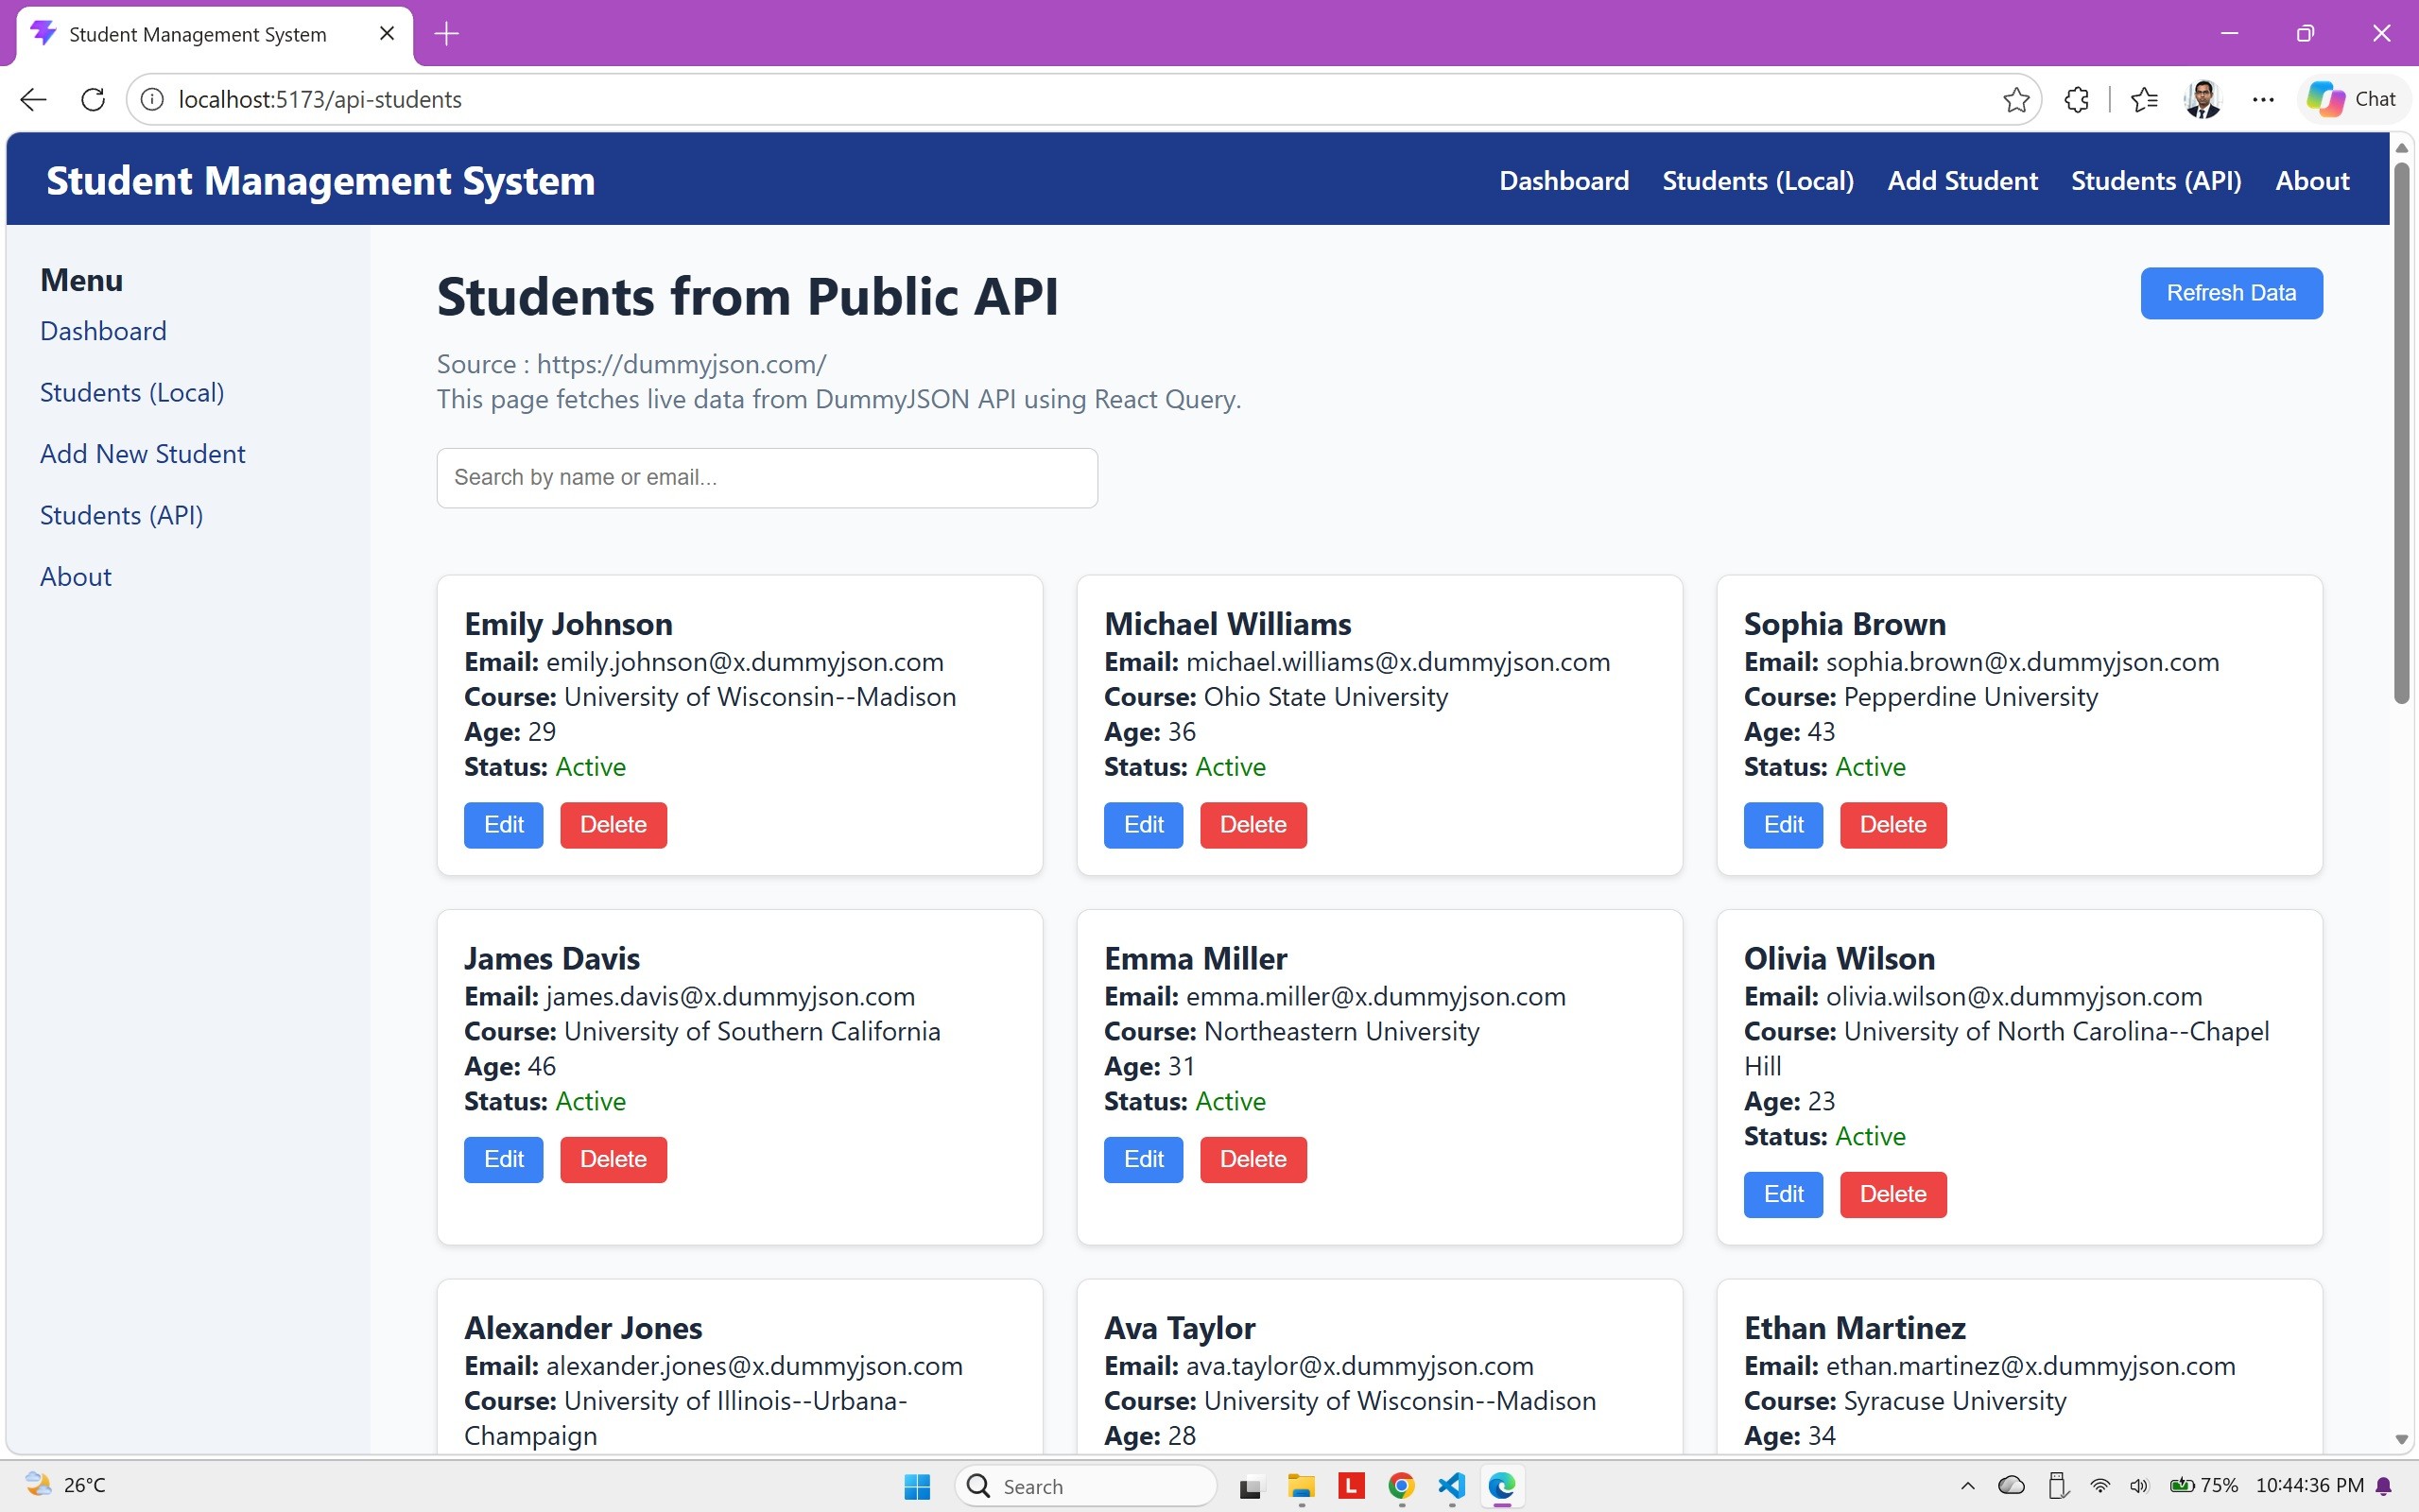 Student Management System
localhost:5173/api-students
Chat
Student Management System
Dashboard
Students (Local)
Add Student
Students (API)
About
Menu
Dashboard
Students (Local)
Add New Student
Students (API)
About
Students from Public API
Refresh Data
Source : https://dummyjson.com/
This page fetches live data from DummyJSON API using React Query.
Search by name or email...
Emily Johnson
Email: emily.johnson@x.dummyjson.com
Course: University of Wisconsin--Madison
Age: 29
Status: Active
Edit
Delete
Michael Williams
Email: michael.williams@x.dummyjson.com
Course: Ohio State University
Age: 36
Status: Active
Edit
Delete
Sophia Brown
Email: sophia.brown@x.dummyjson.com
Course: Pepperdine University
Age: 43
Status: Active
Edit
Delete
James Davis
Email: james.davis@x.dummyjson.com
Course: University of Southern California
Age: 46
Status: Active
Edit
Delete
Emma Miller
Email: emma.miller@x.dummyjson.com
Course: Northeastern University
Age: 31
Status: Active
Edit
Delete
Olivia Wilson
Email: olivia.wilson@x.dummyjson.com
Course: University of North Carolina--Chapel
Hill
Age: 23
Status: Active
Edit
Delete
Alexander Jones
Email: alexander.jones@x.dummyjson.com
Course: University of Illinois--Urbana-
Champaign
Ava Taylor
Email: ava.taylor@x.dummyjson.com
Course: University of Wisconsin--Madison
Age: 28
Ethan Martinez
Email: ethan.martinez@x.dummyjson.com
Course: Syracuse University
Age: 34
26°C
Search
L
75%
10:44:36 PM